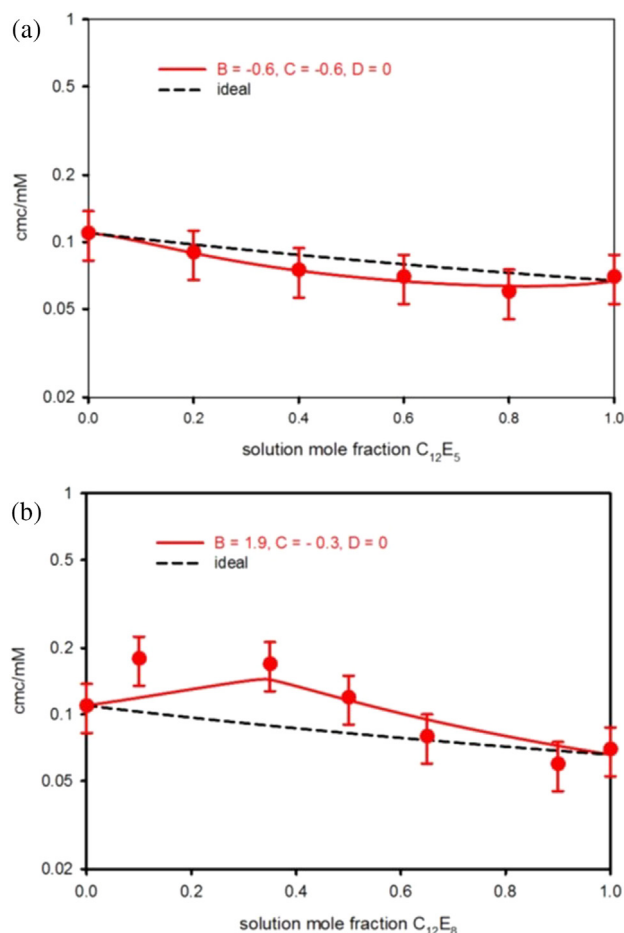 (a)
1
B = -0.6, C = -0.6, D = 0
ideal
0.5
0.2
cmc/mM
0.1
0.05
0.02
0.0 0.2 0.4 0.6 0.8 1.0
solution mole fraction C₁₂E₅
(b)
1
B = 1.9, C = - 0.3, D = 0
ideal
0.5
0.2
cmc/mM
0.1
0.05
0.02
0.0 0.2 0.4 0.6 0.8 1.0
solution mole fraction C₁₂E₈